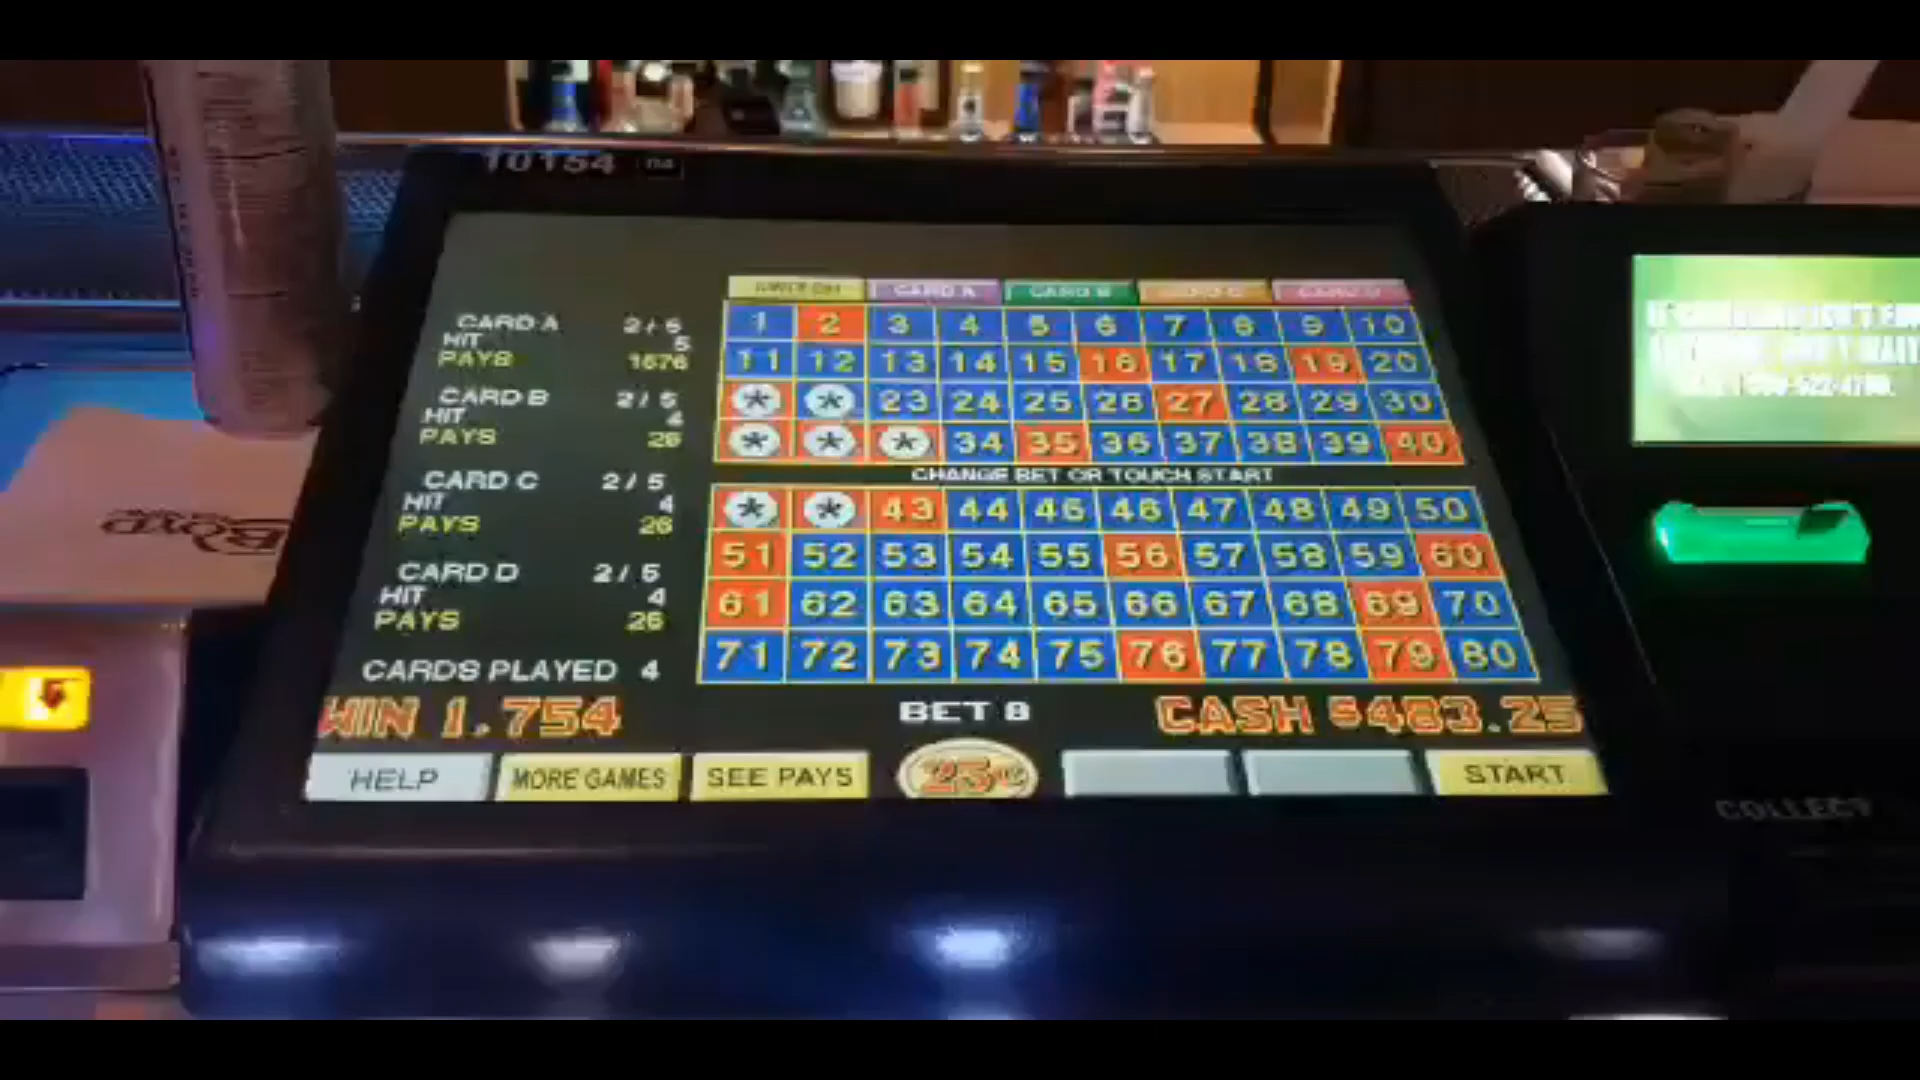 10154
CARD A CARD B
CARD A 2/5
HIT 5
PAYS 1676
CARD B 2/5
HIT 4
PAYS 26
CARD C 2/5
HIT 4
PAYS 26
CARD D 2/5
HIT 4
PAYS 26
CARDS PLAYED 4
1 2 3 4 5 6 7 8 9 10
11 12 13 14 15 16 17 18 19 20
* * 23 24 25 26 27 28 29 30
* * * 34 35 36 37 38 39 40
CHANGE BET OR TOUCH START
* * 43 44 45 46 47 48 49 50
51 52 53 54 55 56 57 58 59 60
61 62 63 64 65 66 67 68 69 70
71 72 73 74 75 76 77 78 79 80
WIN 1,754 BET 8 CASH $483.25
HELP MORE GAMES SEE PAYS 25¢ START
COLLECT
BOYD